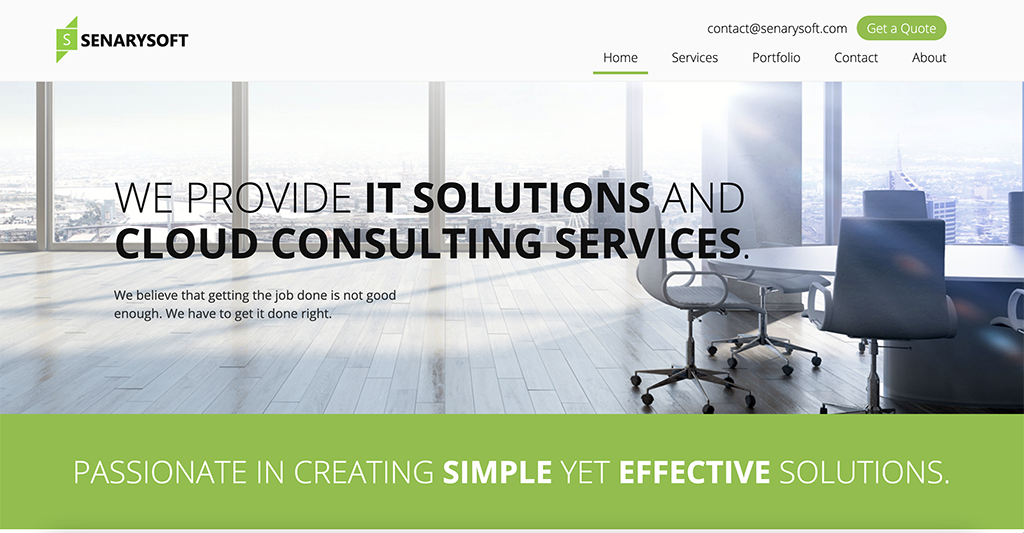 S SENARYSOFT
contact@senarysoft.com
Get a Quote
Home Services Portfolio Contact About
WE PROVIDE IT SOLUTIONS AND
CLOUD CONSULTING SERVICES.
We believe that getting the job done is not good
enough. We have to get it done right.
PASSIONATE IN CREATING SIMPLE YET EFFECTIVE SOLUTIONS.